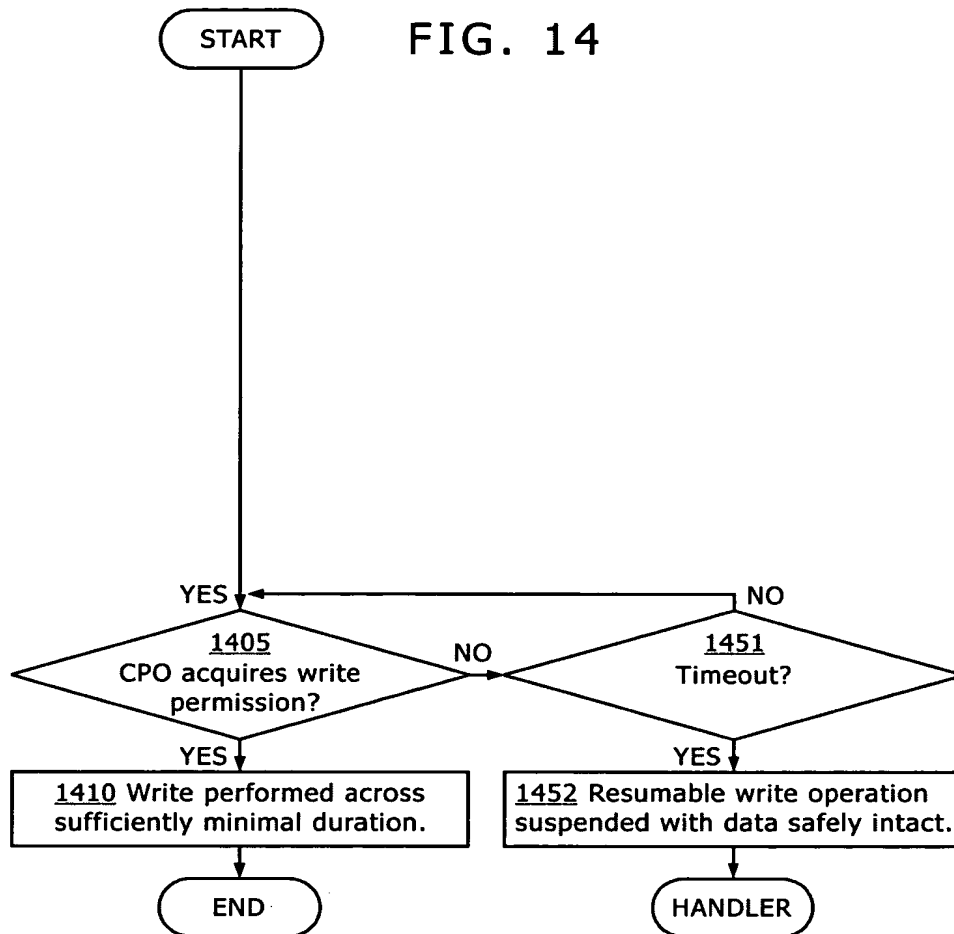 START
FIG. 14
YES
NO
1405
CPO acquires write
permission?
NO
1451
Timeout?
YES
YES
1410 Write performed across
sufficiently minimal duration.
1452 Resumable write operation
suspended with data safely intact.
END
HANDLER